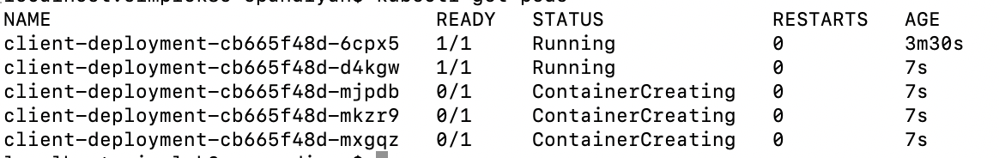 NAME READY STATUS RESTARTS AGE
client-deployment-cb665f48d-6cpx5 1/1 Running 0 3m30s
client-deployment-cb665f48d-d4kgw 1/1 Running 0 7s
client-deployment-cb665f48d-mjpdb 0/1 ContainerCreating 0 7s
client-deployment-cb665f48d-mkzr9 0/1 ContainerCreating 0 7s
client-deployment-cb665f48d-mxgqz 0/1 ContainerCreating 0 7s